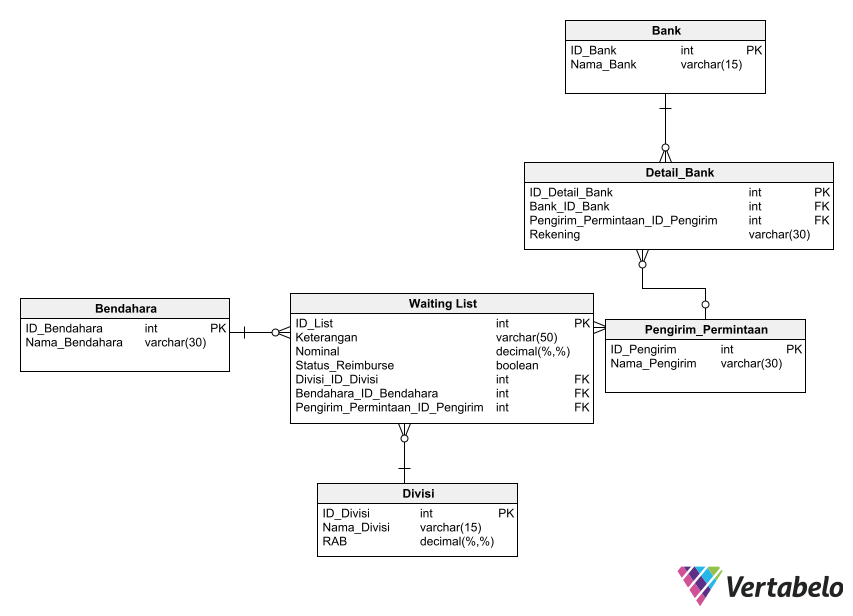 Bank
ID_Bank int PK
Nama_Bank varchar(15)
Detail_Bank
ID_Detail_Bank int PK
Bank_ID_Bank int FK
Pengirim_Permintaan_ID_Pengirim int FK
Rekening varchar(30)
Bendahara
ID_Bendahara int PK
Nama_Bendahara varchar(30)
Waiting List
ID_List int PK
Keterangan varchar(50)
Nominal decimal(%,%)
Status_Reimburse boolean
Divisi_ID_Divisi int FK
Bendahara_ID_Bendahara int FK
Pengirim_Permintaan_ID_Pengirim int FK
Pengirim_Permintaan
ID_Pengirim int PK
Nama_Pengirim varchar(30)
Divisi
ID_Divisi int PK
Nama_Divisi varchar(15)
RAB decimal(%,%)
Vertabelo